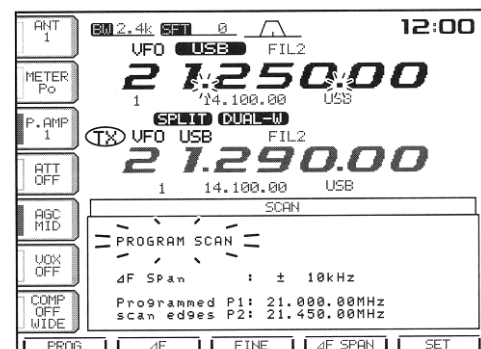 ANT
1
BW 2.4k SFT 0
12:00
VFO USB FIL2
METER
Po
21.250.00
1 14.100.00 USB
P.AMP
1
SPLIT DUAL-W
TX VFO USB FIL2
21.290.00
ATT
OFF
1 14.100.00 USB
AGC
MID
SCAN
PROGRAM SCAN
VOX
OFF
⊿F SPan : ± 10kHz
COMP
OFF
WIDE
Programmed P1: 21.000.00MHz
scan edges P2: 21.450.00MHz
PROG ⊿F FINE ⊿F SPAN SET